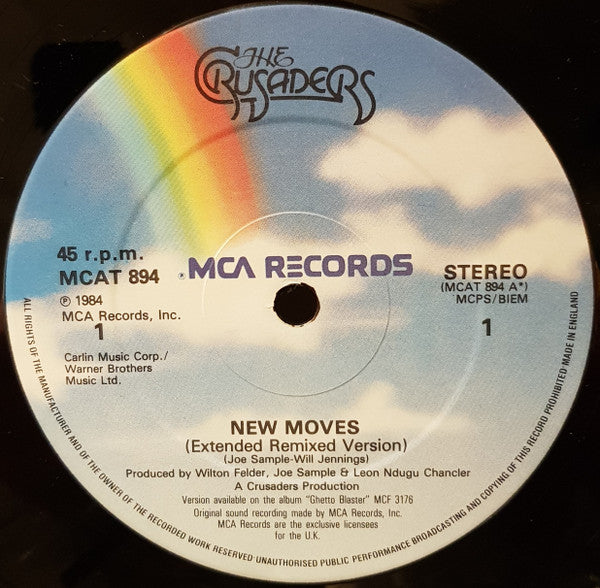 THE
CRUSADERS
45 r.p.m.
MCAT 894
MCA RECORDS
STEREO
(MCAT 894 A*)
MCPS/BIEM
℗ 1984
MCA Records, Inc.
1
1
Carlin Music Corp./
Warner Brothers
Music Ltd.
NEW MOVES
(Extended Remixed Version)
(Joe Sample-Will Jennings)
Produced by Wilton Felder, Joe Sample & Leon Ndugu Chancler
A Crusaders Production
Version available on the album "Ghetto Blaster" MCF 3176
Original sound recording made by MCA Records, Inc.
MCA Records are the exclusive licensees
for the U.K.
ALL RIGHTS OF THE MANUFACTURER AND OF THE OWNER OF THE RECORDED WORK RESERVED·UNAUTHORISED PUBLIC PERFORMANCE BROADCASTING AND COPYING OF THIS RECORD PROHIBITED·MADE IN ENGLAND